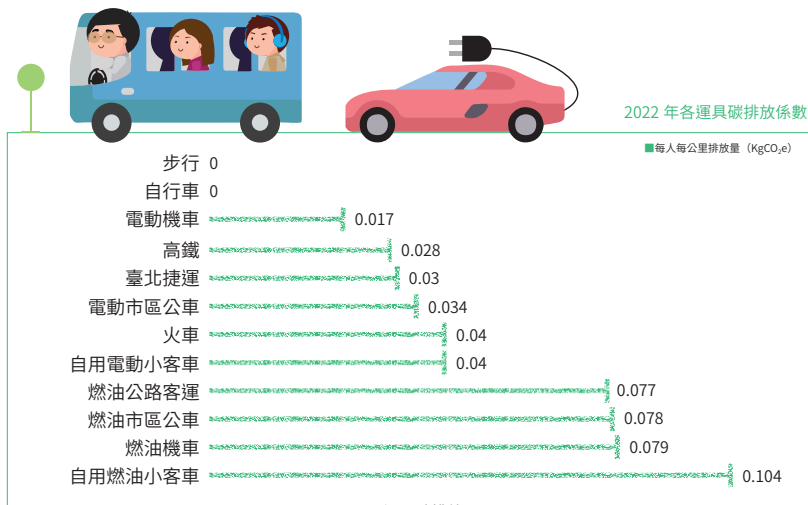 2022 年各運具碳排放係數
■每人每公里排放量（KgCO₂e）
步行 0
自行車 0
電動機車 0.017
高鐵 0.028
臺北捷運 0.03
電動市區公車 0.034
火車 0.04
自用電動小客車 0.04
燃油公路客運 0.077
燃油市區公車 0.078
燃油機車 0.079
自用燃油小客車 0.104